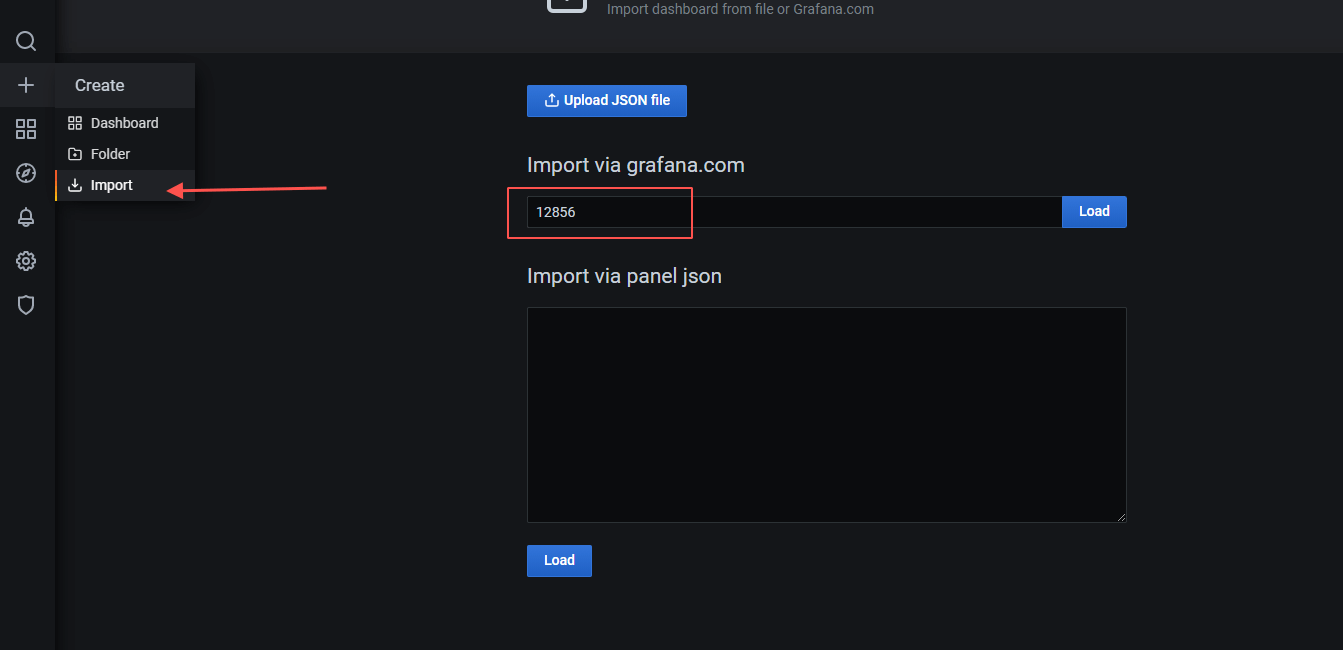 Import dashboard from file or Grafana.com
Create
Dashboard
Folder
Import
Upload JSON file
Import via grafana.com
12856
Load
Import via panel json
Load